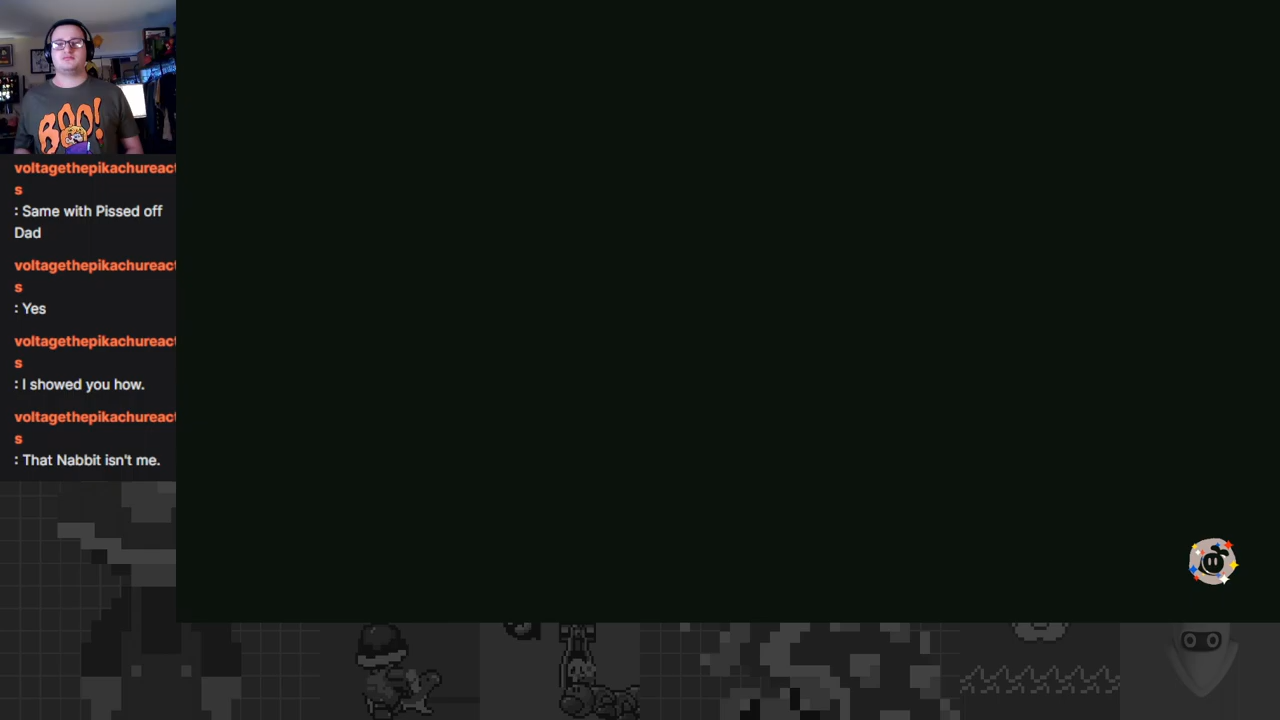 BOO!
voltagethepikachureact
s
: Same with Pissed off
Dad
voltagethepikachureact
s
: Yes
voltagethepikachureact
s
: I showed you how.
voltagethepikachureact
s
: That Nabbit isn't me.